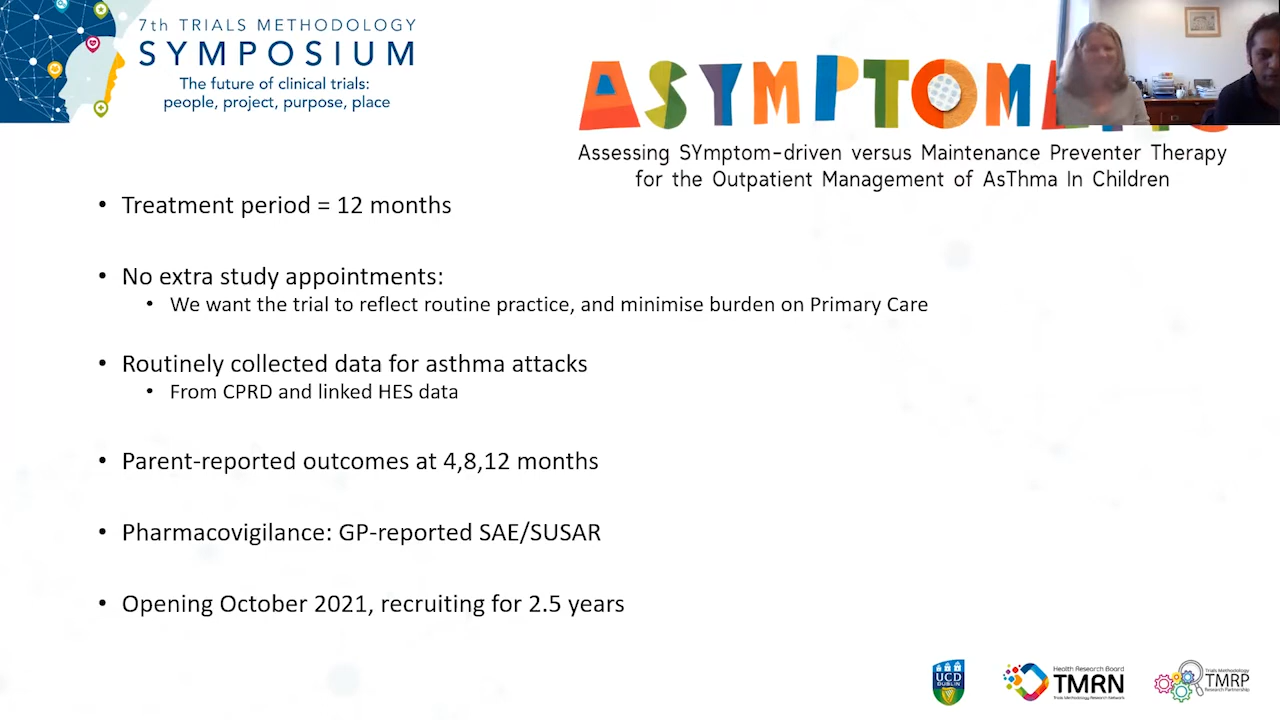 7th TRIALS METHODOLOGY
SYMPOSIUM
The future of clinical trials:
people, project, purpose, place
ASYMPTOM
Assessing SYmptom-driven versus Maintenance Preventer Therapy
for the Outpatient Management of AsThma In Children
• Treatment period = 12 months
• No extra study appointments:
• We want the trial to reflect routine practice, and minimise burden on Primary Care
• Routinely collected data for asthma attacks
• From CPRD and linked HES data
• Parent-reported outcomes at 4,8,12 months
• Pharmacovigilance: GP-reported SAE/SUSAR
• Opening October 2021, recruiting for 2.5 years
UCD
DUBLIN
Health Research Board
TMRN
Trials Methodology Research Network
Trials Methodology
TMRP
Research Partnership